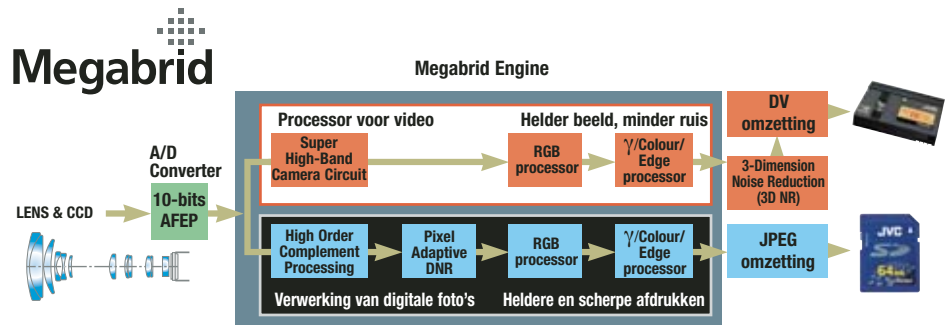 Megabrid
Megabrid Engine
Processor voor video
Helder beeld, minder ruis
DV
omzetting
Super
High-Band
Camera Circuit
RGB
processor
γ/Colour/
Edge
processor
3-Dimension
Noise Reduction
(3D NR)
A/D
Converter
10-bits
AFEP
LENS & CCD
High Order
Complement
Processing
Pixel
Adaptive
DNR
RGB
processor
γ/Colour/
Edge
processor
JPEG
omzetting
Verwerking van digitale foto's
Heldere en scherpe afdrukken
JVC
SD
64MB